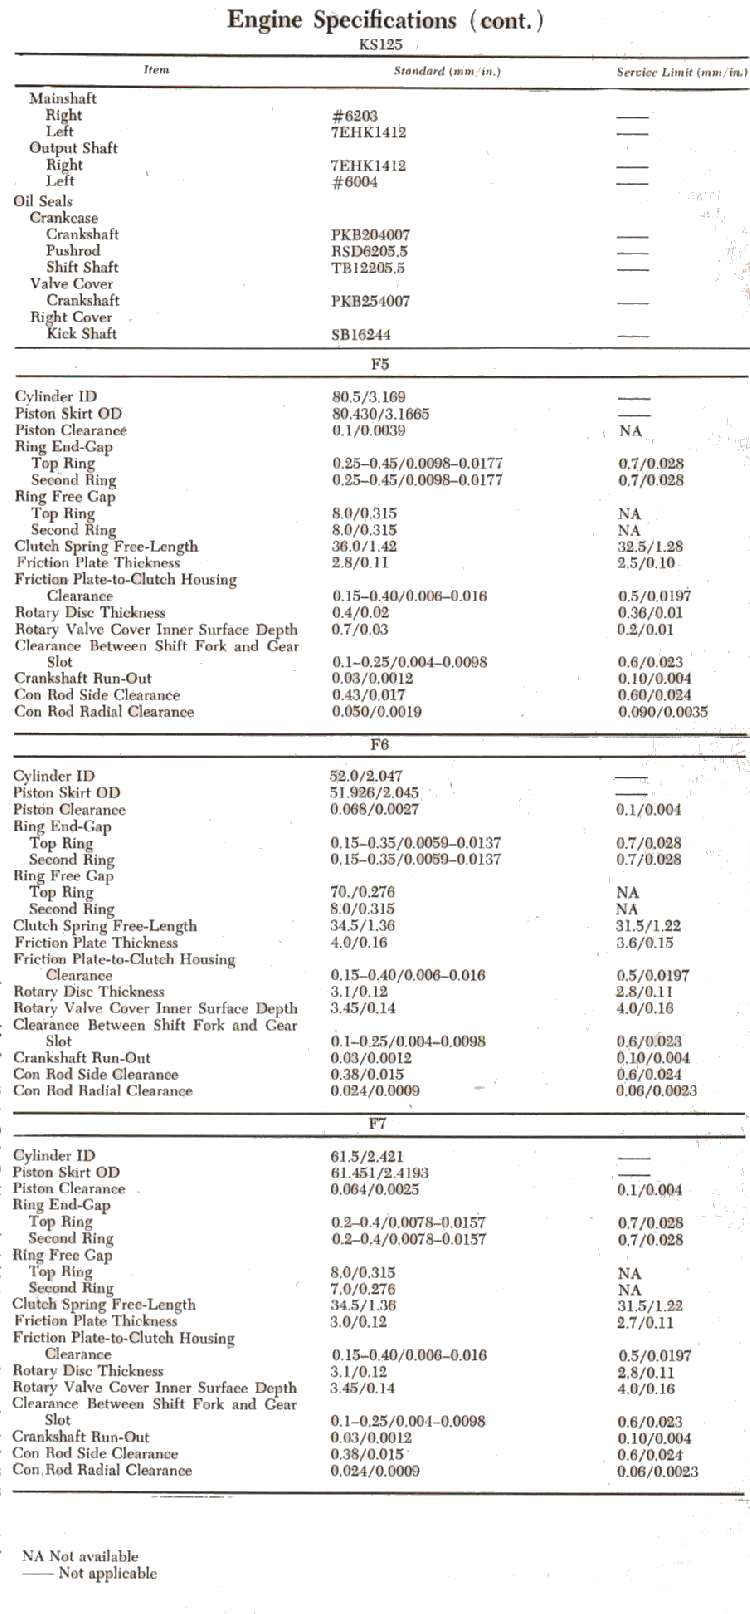 Engine Specifications (cont.)
KS125
Item Standard (mm/in.) Service Limit (mm/in.)
Mainshaft
Right #6203 ——
Left 7EHK1412 ——
Output Shaft
Right 7EHK1412 ——
Left #6004 ——
Oil Seals
Crankcase
Crankshaft PKB204007 ——
Pushrod RSD6205.5 ——
Shift Shaft TB12205.5 ——
Valve Cover
Crankshaft PKB254007 ——
Right Cover
Kick Shaft SB16244 ——
F5
Cylinder ID 80.5/3.169 ——
Piston Skirt OD 80.430/3.1665 ——
Piston Clearance 0.1/0.0039 NA
Ring End-Gap
Top Ring 0.25–0.45/0.0098–0.0177 0.7/0.028
Second Ring 0.25–0.45/0.0098–0.0177 0.7/0.028
Ring Free Gap
Top Ring 8.0/0.315 NA
Second Ring 8.0/0.315 NA
Clutch Spring Free-Length 36.0/1.42 32.5/1.28
Friction Plate Thickness 2.8/0.11 2.5/0.10
Friction Plate-to-Clutch Housing
Clearance 0.15–0.40/0.006–0.016 0.5/0.0197
Rotary Disc Thickness 0.4/0.02 0.36/0.01
Rotary Valve Cover Inner Surface Depth 0.7/0.03 0.2/0.01
Clearance Between Shift Fork and Gear
Slot 0.1–0.25/0.004–0.0098 0.6/0.023
Crankshaft Run-Out 0.03/0.0012 0.10/0.004
Con Rod Side Clearance 0.43/0.017 0.60/0.024
Con Rod Radial Clearance 0.050/0.0019 0.090/0.0035
F6
Cylinder ID 52.0/2.047 ——
Piston Skirt OD 51.926/2.045 ——
Piston Clearance 0.068/0.0027 0.1/0.004
Ring End-Gap
Top Ring 0.15–0.35/0.0059–0.0137 0.7/0.028
Second Ring 0.15–0.35/0.0059–0.0137 0.7/0.028
Ring Free Gap
Top Ring 70./0.276 NA
Second Ring 8.0/0.315 NA
Clutch Spring Free-Length 34.5/1.36 31.5/1.22
Friction Plate Thickness 4.0/0.16 3.6/0.15
Friction Plate-to-Clutch Housing
Clearance 0.15–0.40/0.006–0.016 0.5/0.0197
Rotary Disc Thickness 3.1/0.12 2.8/0.11
Rotary Valve Cover Inner Surface Depth 3.45/0.14 4.0/0.16
Clearance Between Shift Fork and Gear
Slot 0.1–0.25/0.004–0.0098 0.6/0.023
Crankshaft Run-Out 0.03/0.0012 0.10/0.004
Con Rod Side Clearance 0.38/0.015 0.6/0.024
Con Rod Radial Clearance 0.024/0.0009 0.06/0.0023
F7
Cylinder ID 61.5/2.421 ——
Piston Skirt OD 61.451/2.4193 ——
Piston Clearance 0.064/0.0025 0.1/0.004
Ring End-Gap
Top Ring 0.2–0.4/0.0078–0.0157 0.7/0.028
Second Ring 0.2–0.4/0.0078–0.0157 0.7/0.028
Ring Free Gap
Top Ring 8.0/0.315 NA
Second Ring 7.0/0.276 NA
Clutch Spring Free-Length 34.5/1.36 31.5/1.22
Friction Plate Thickness 3.0/0.12 2.7/0.11
Friction Plate-to-Clutch Housing
Clearance 0.15–0.40/0.006–0.016 0.5/0.0197
Rotary Disc Thickness 3.1/0.12 2.8/0.11
Rotary Valve Cover Inner Surface Depth 3.45/0.14 4.0/0.16
Clearance Between Shift Fork and Gear
Slot 0.1–0.25/0.004–0.0098 0.6/0.023
Crankshaft Run-Out 0.03/0.0012 0.10/0.004
Con Rod Side Clearance 0.38/0.015 0.6/0.024
Con Rod Radial Clearance 0.024/0.0009 0.06/0.0023
NA Not available
—— Not applicable